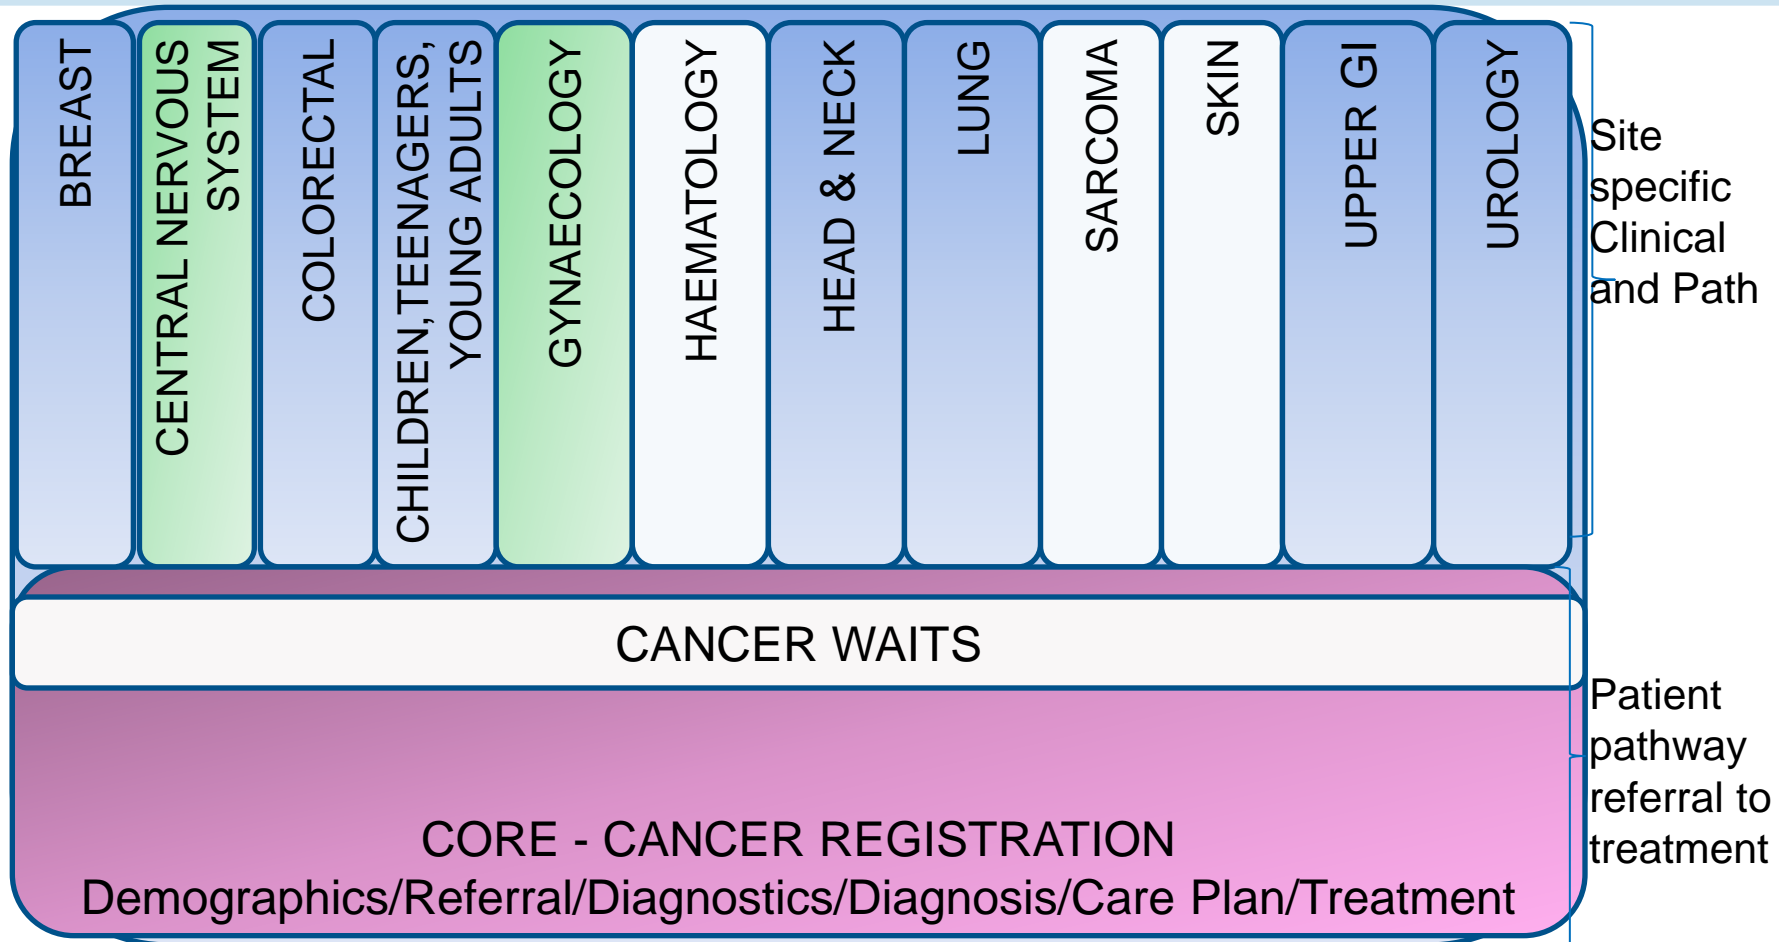 BREAST
CENTRAL NERVOUS
SYSTEM
COLORECTAL
CHILDREN,TEENAGERS,
YOUNG ADULTS
GYNAECOLOGY
HAEMATOLOGY
HEAD & NECK
LUNG
SARCOMA
SKIN
UPPER GI
UROLOGY
Site
specific
Clinical
and Path
CANCER WAITS
CORE - CANCER REGISTRATION
Demographics/Referral/Diagnostics/Diagnosis/Care Plan/Treatment
Patient
pathway
referral to
treatment